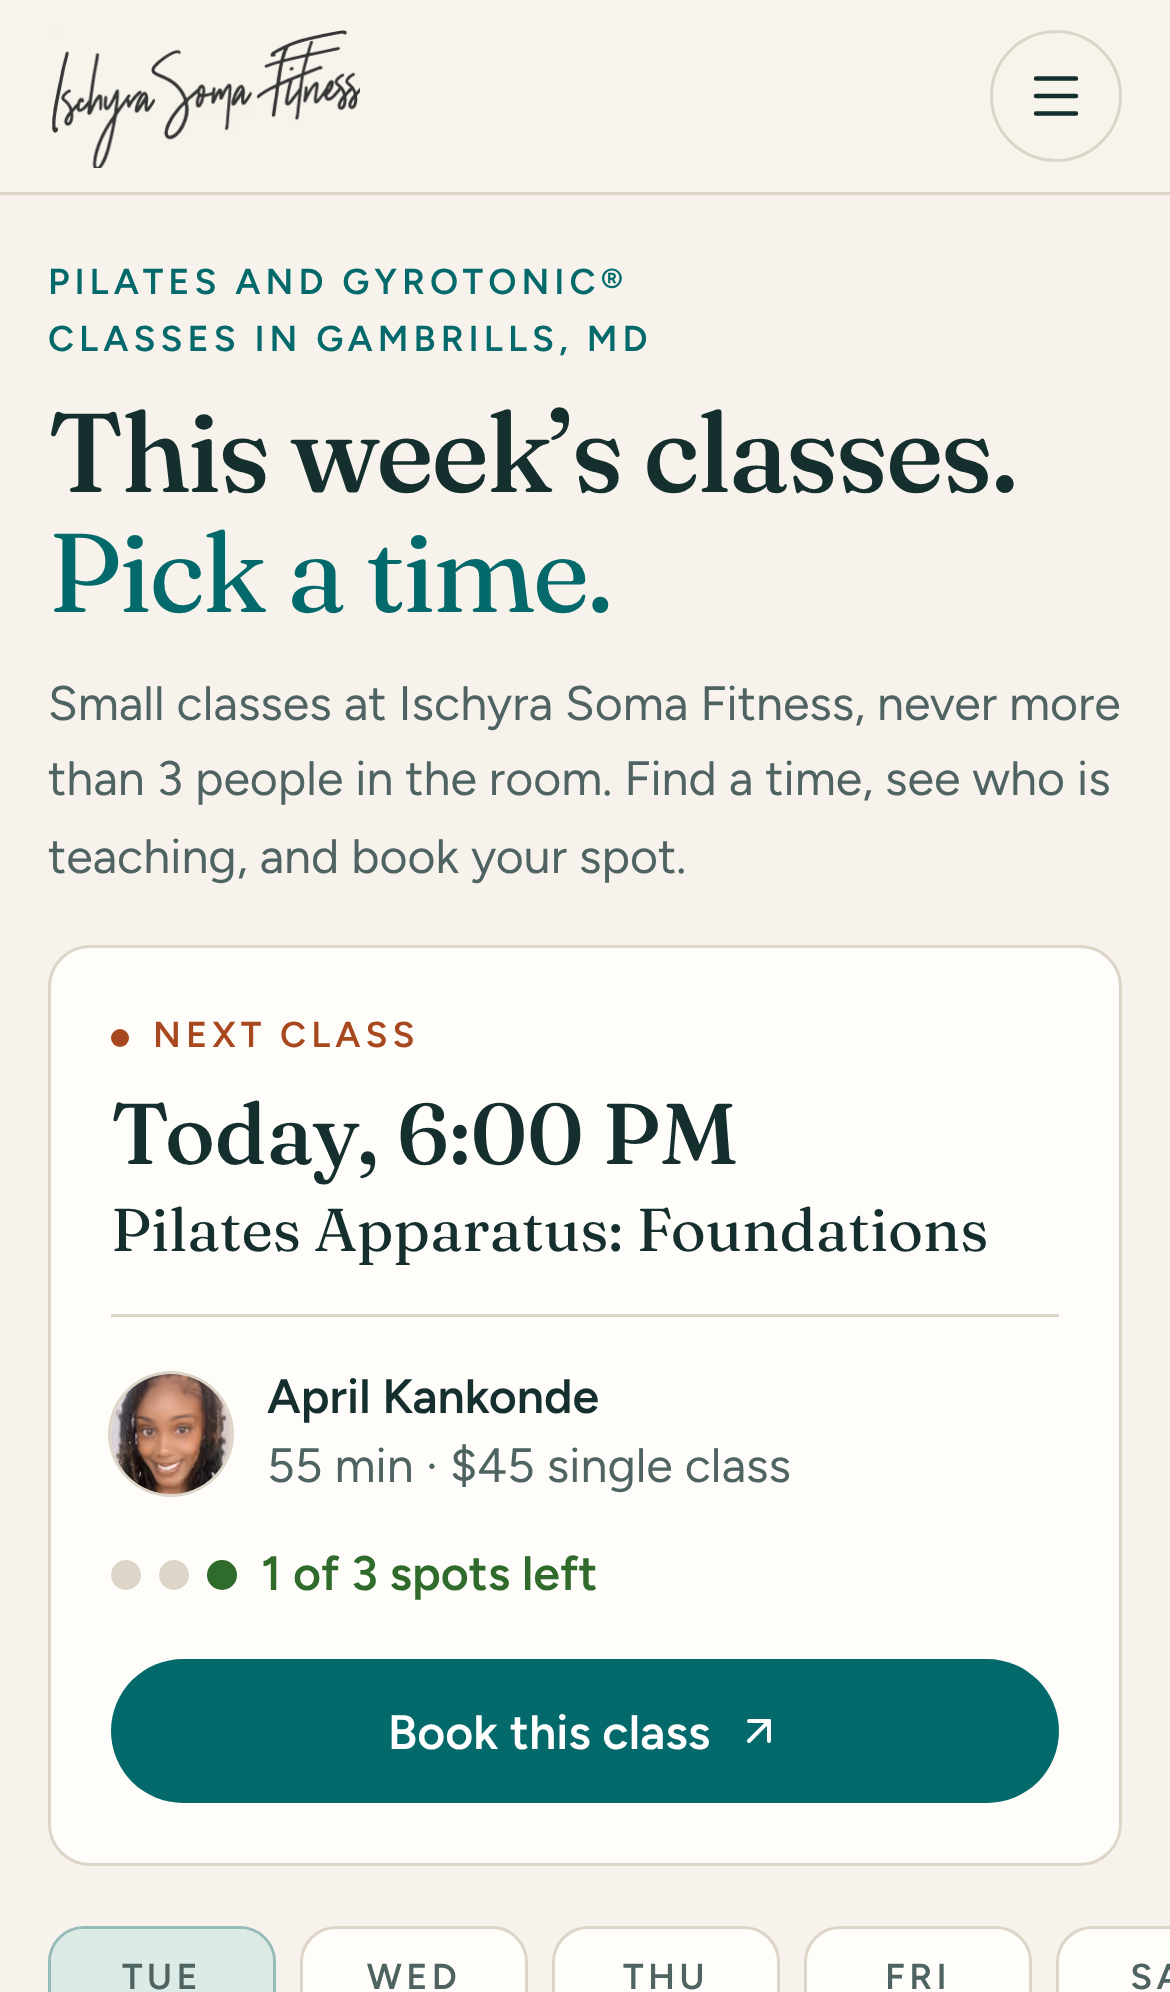 Ischyra Soma Fitness
PILATES AND GYROTONIC®
CLASSES IN GAMBRILLS, MD
This week’s classes.
Pick a time.
Small classes at Ischyra Soma Fitness, never more
than 3 people in the room. Find a time, see who is
teaching, and book your spot.
NEXT CLASS
Today, 6:00 PM
Pilates Apparatus: Foundations
April Kankonde
55 min · $45 single class
1 of 3 spots left
Book this class
TUE WED THU FRI SA